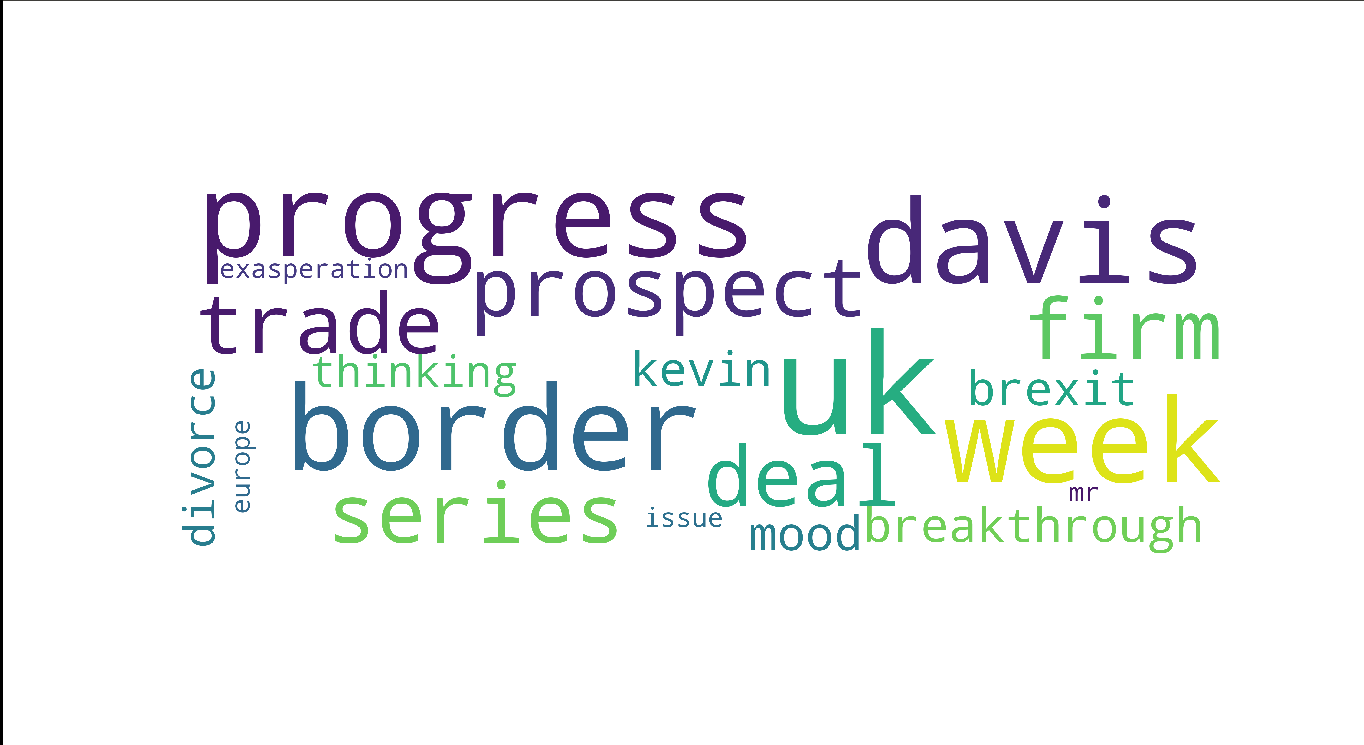 progress
davis
exasperation
prospect
trade
firm
thinking
kevin
uk
brexit
divorce
border
week
europe
deal
series
mr
issue
mood
breakthrough